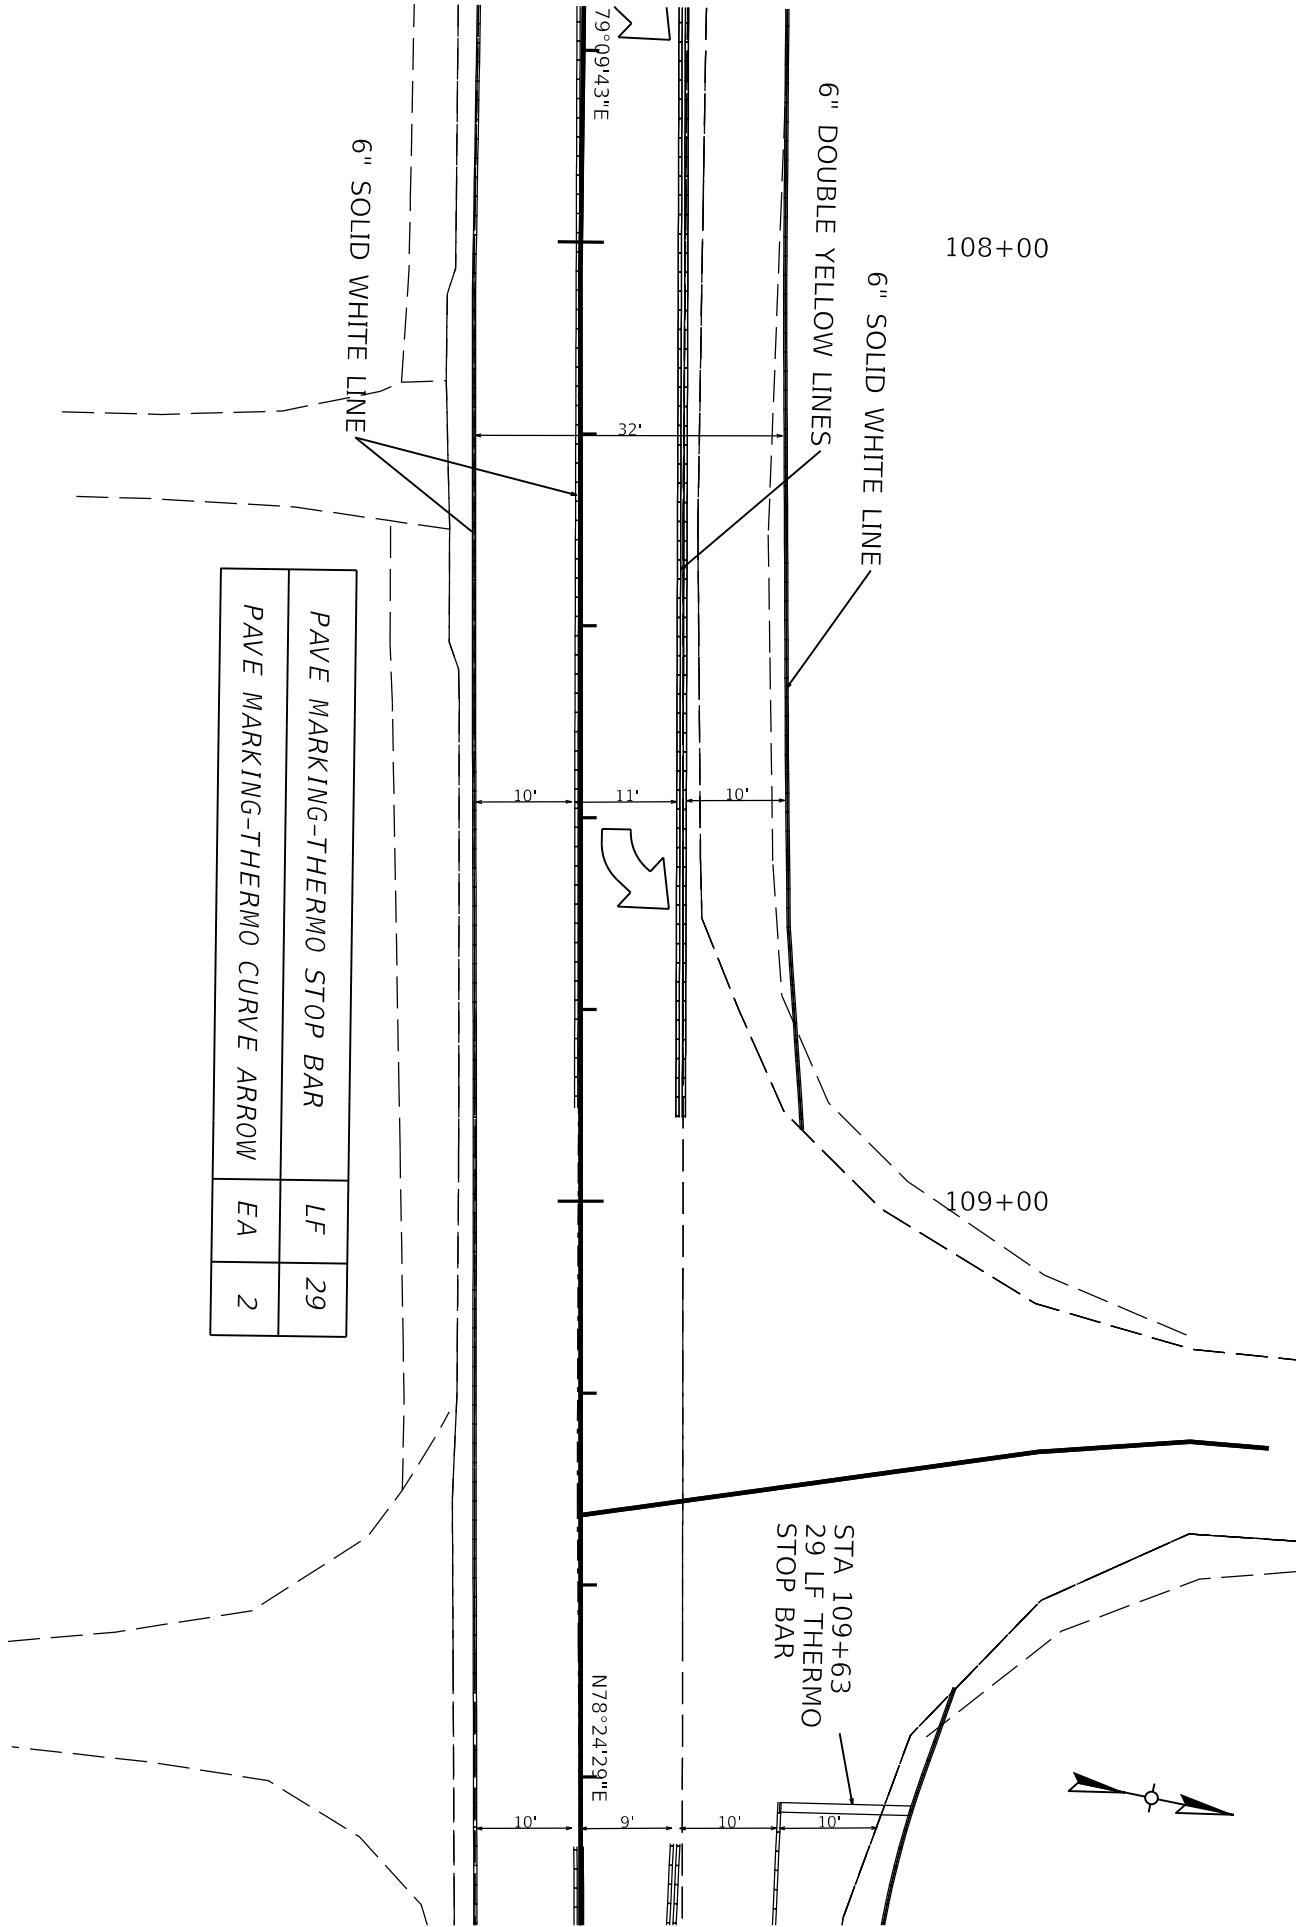 79°09'43"E
6" SOLID WHITE LINE
6" DOUBLE YELLOW LINES
6" SOLID WHITE LINE
108+00
32'
10'
11'
10'
PAVE MARKING-THERMO STOP BAR LF 29
PAVE MARKING-THERMO CURVE ARROW EA 2
109+00
STA 109+63
29 LF THERMO
STOP BAR
N78°24'29"E
10'
9'
10'
10'